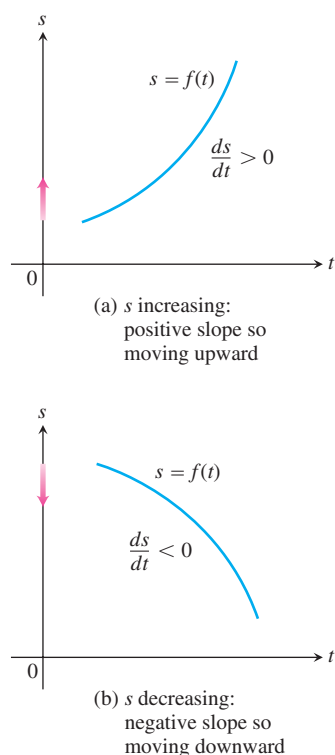 s
s = f(t)
ds/dt > 0
0
t
(a) s increasing:
positive slope so
moving upward
s
s = f(t)
ds/dt < 0
0
t
(b) s decreasing:
negative slope so
moving downward